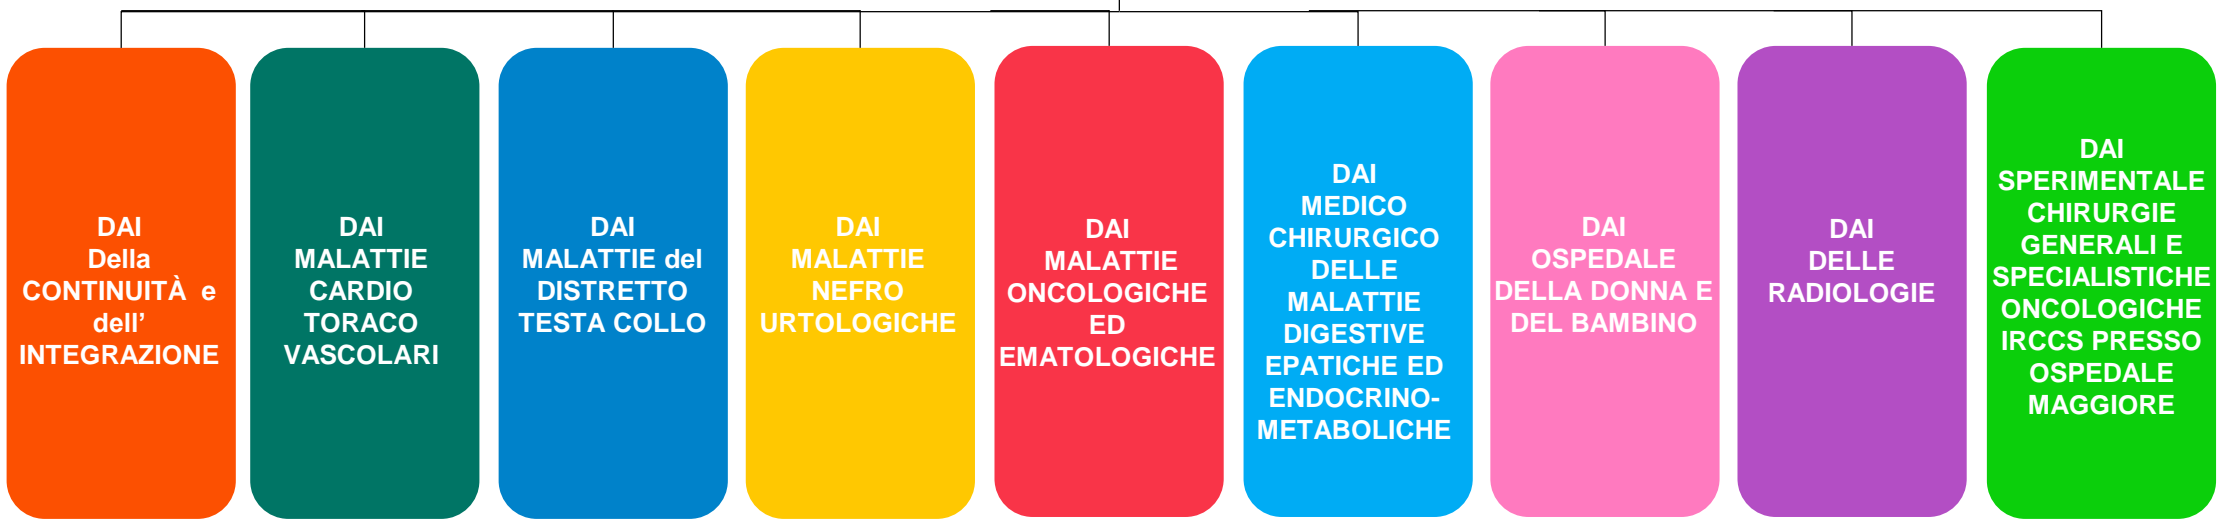 DAI
Della
CONTINUITÀ e
dell’
INTEGRAZIONE
DAI
MALATTIE
CARDIO
TORACO
VASCOLARI
DAI
MALATTIE del
DISTRETTO
TESTA COLLO
DAI
MALATTIE
NEFRO
URTOLOGICHE
DAI
MALATTIE
ONCOLOGICHE
ED
EMATOLOGICHE
DAI
MEDICO
CHIRURGICO
DELLE
MALATTIE
DIGESTIVE
EPATICHE ED
ENDOCRINO-
METABOLICHE
DAI
OSPEDALE
DELLA DONNA E
DEL BAMBINO
DAI
DELLE
RADIOLOGIE
DAI
SPERIMENTALE
CHIRURGIE
GENERALI E
SPECIALISTICHE
ONCOLOGICHE
IRCCS PRESSO
OSPEDALE
MAGGIORE